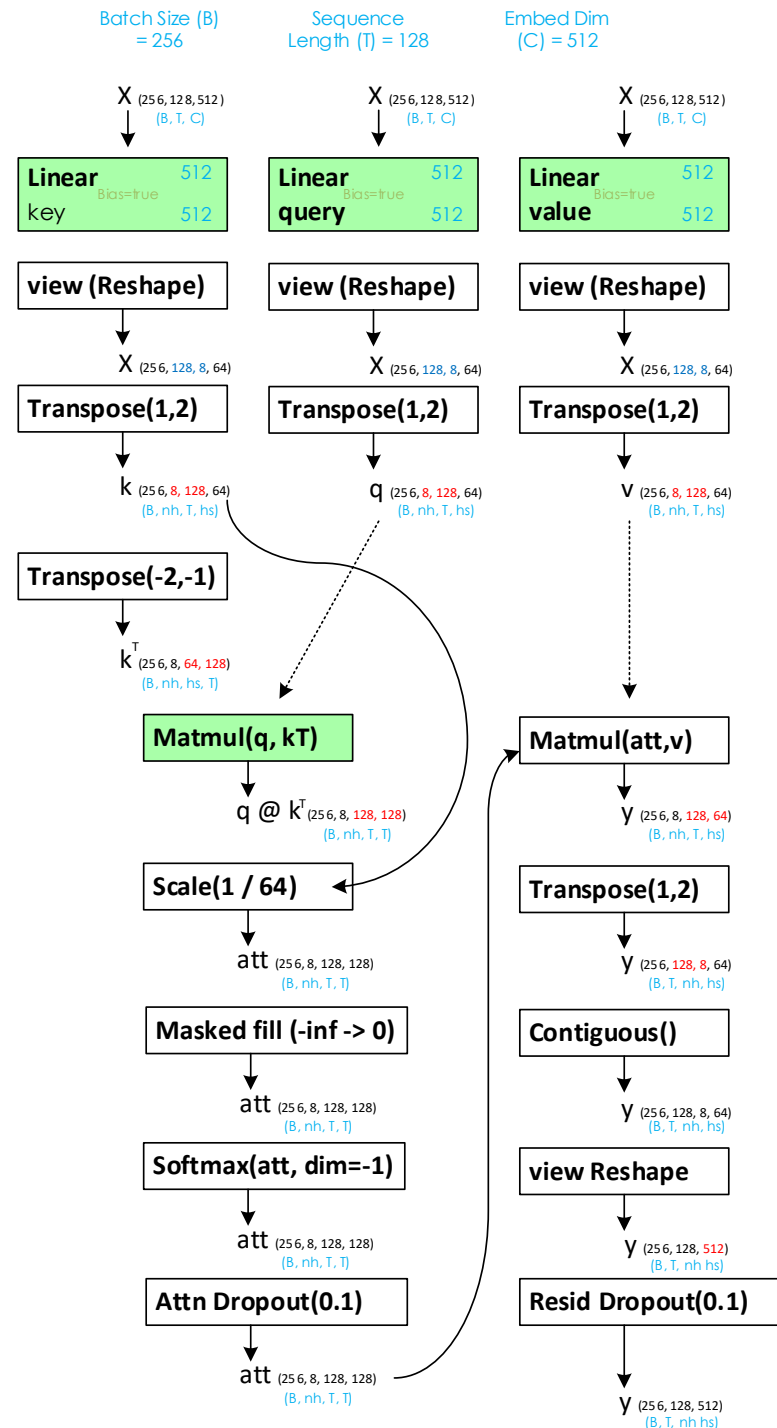 Batch Size (B)
= 256
Sequence
Length (T) = 128
Embed Dim
(C) = 512
X (256,128,512)
(B, T, C)
X (256,128,512)
(B, T, C)
X (256,128,512)
(B, T, C)
Linear 512
Bias=true
key 512
Linear 512
Bias=true
query 512
Linear 512
Bias=true
value 512
view (Reshape)
view (Reshape)
view (Reshape)
X (256, 128, 8, 64)
X (256, 128, 8, 64)
X (256, 128, 8, 64)
Transpose(1,2)
Transpose(1,2)
Transpose(1,2)
k (256, 8, 128, 64)
(B, nh, T, hs)
q (256, 8, 128, 64)
(B, nh, T, hs)
v (256, 8, 128, 64)
(B, nh, T, hs)
Transpose(-2,-1)
kT (256, 8, 64, 128)
(B, nh, hs, T)
Matmul(q, kT)
q @ kT (256, 8, 128, 128)
(B, nh, T, T)
Scale(1 / 64)
att (256, 8, 128, 128)
(B, nh, T, T)
Masked fill (-inf -> 0)
att (256, 8, 128, 128)
(B, nh, T, T)
Softmax(att, dim=-1)
att (256, 8, 128, 128)
(B, nh, T, T)
Attn Dropout(0.1)
att (256, 8, 128, 128)
(B, nh, T, T)
Matmul(att,v)
y (256, 8, 128, 64)
(B, nh, T, hs)
Transpose(1,2)
y (256, 128, 8, 64)
(B, T, nh, hs)
Contiguous()
y (256, 128, 8, 64)
(B, T, nh, hs)
view Reshape
y (256, 128, 512)
(B, T, nh hs)
Resid Dropout(0.1)
y (256, 128, 512)
(B, T, nh hs)